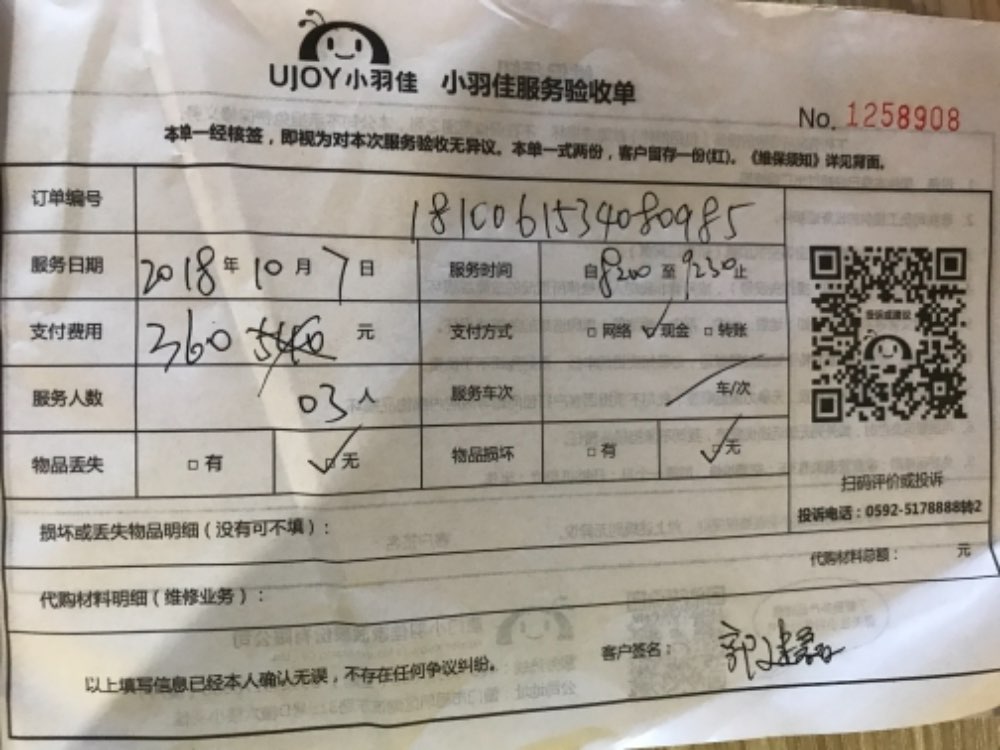 UJOY小羽佳 小羽佳服务验收单
No. 1258908
本单一经核签，即视为对本次服务验收无异议。本单一式两份，客户留存一份(红)。《维保须知》详见背面。
订单编号 1810061534080985
服务日期 2018年10月7日 服务时间 自8200至9230止
支付费用 360 元 支付方式 □网络 ✓现金 □转账
服务人数 03人 服务车次 车/次
物品丢失 □有 ✓无 物品损坏 □有 ✓无
投诉或建议
扫码评价或投诉
投诉电话：0592-5178888转2
损坏或丢失物品明细（没有可不填）：
代购材料总额： 元
代购材料明细（维修业务）：
客户签名：
以上填写信息已经本人确认无误，不存在任何争议纠纷。